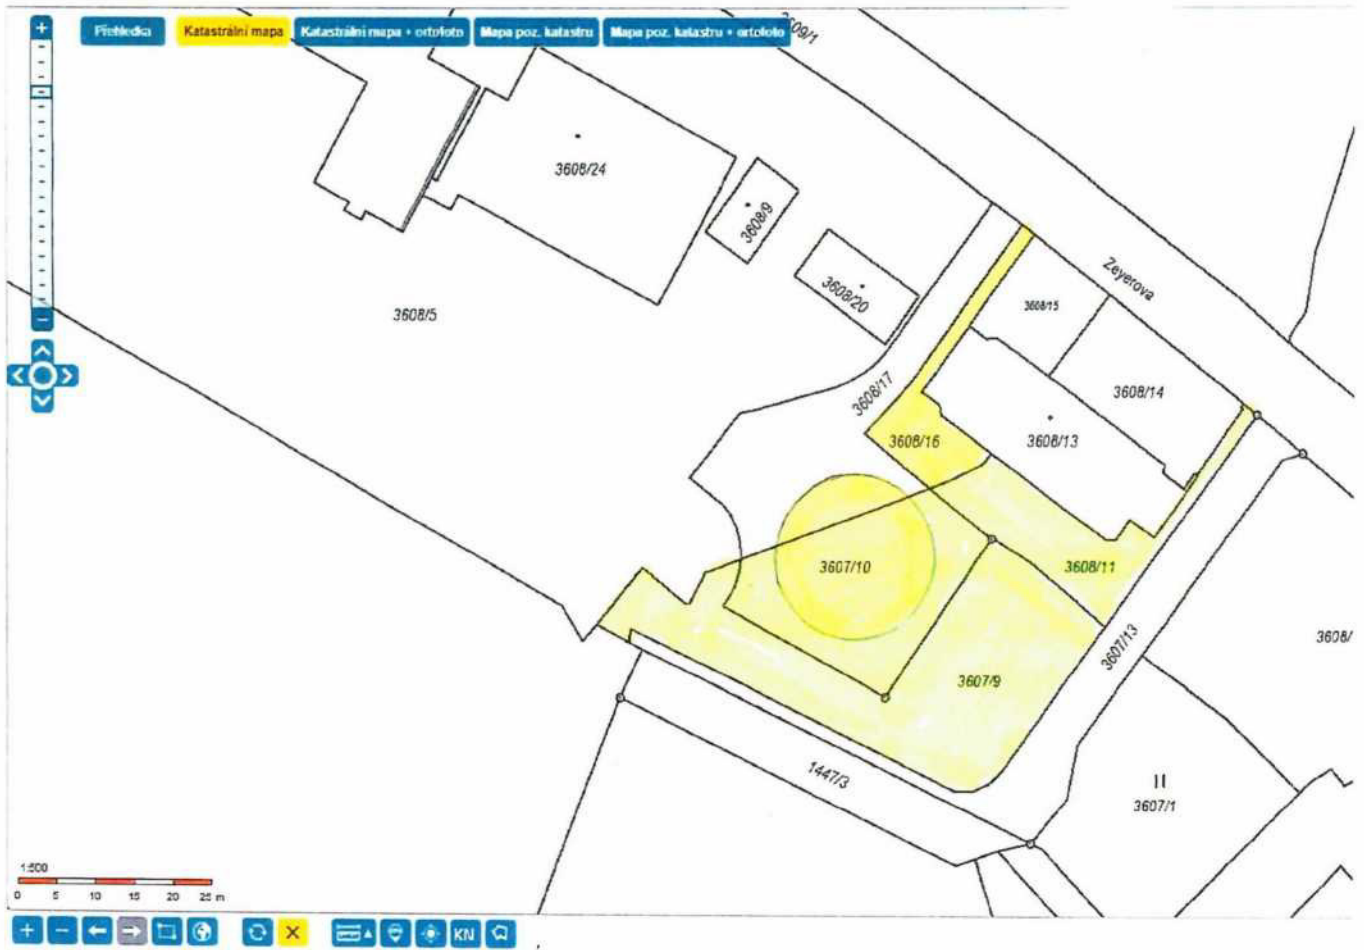 Přehledka
Katastrální mapa
Katastrální mapa + ortofoto
Mapa poz. katastru
Mapa poz. katastru + ortofoto
3609/1
3608/24
3608/9
3608/20
3608/5
Zeyerova
3608/15
3608/14
3608/17
3608/16
3608/13
3607/10
3608/11
3607/13
3608/
3607/9
1447/3
3607/1
1:500
0 5 10 15 20 25 m
KN